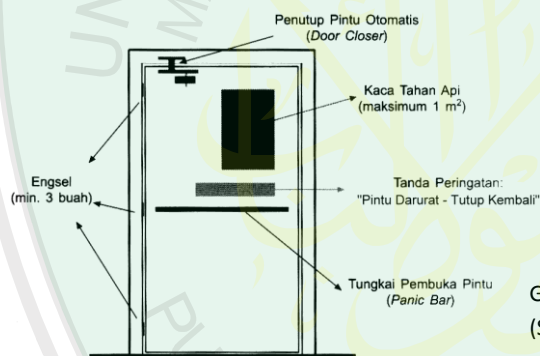 Penutup Pintu Otomatis
(Door Closer)
Kaca Tahan Api
(maksimum 1 m²)
Engsel
(min. 3 buah)
Tanda Peringatan:
"Pintu Darurat - Tutup Kembali"
Tungkai Pembuka Pintu
(Panic Bar)